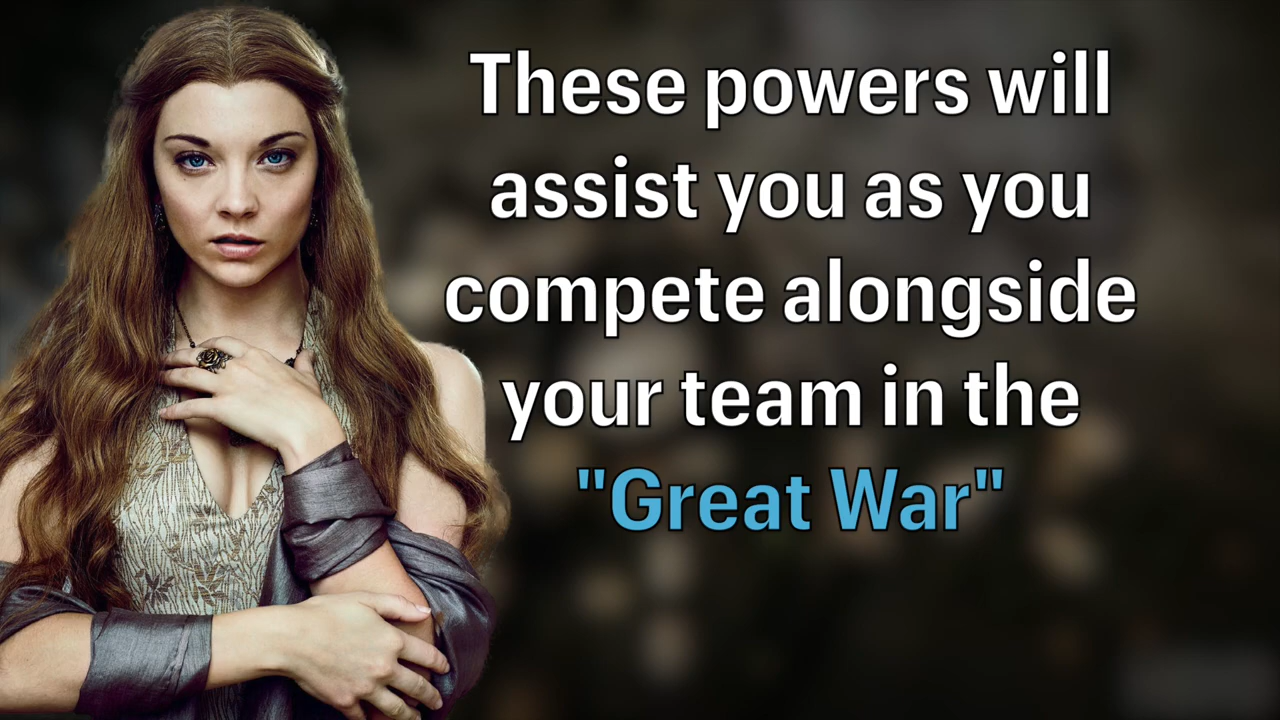 These powers will
assist you as you
compete alongside
your team in the
"Great War"